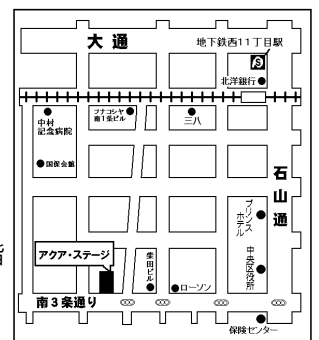 大通
地下鉄西11丁目駅
北洋銀行
中村
記念病院
フナコシヤ
南1条ビル
三八
国保会館
石山通
プリンスホテル
中央区役所
アクア・ステージ
柴田ビル
ローソン
南3条通り
保険センター